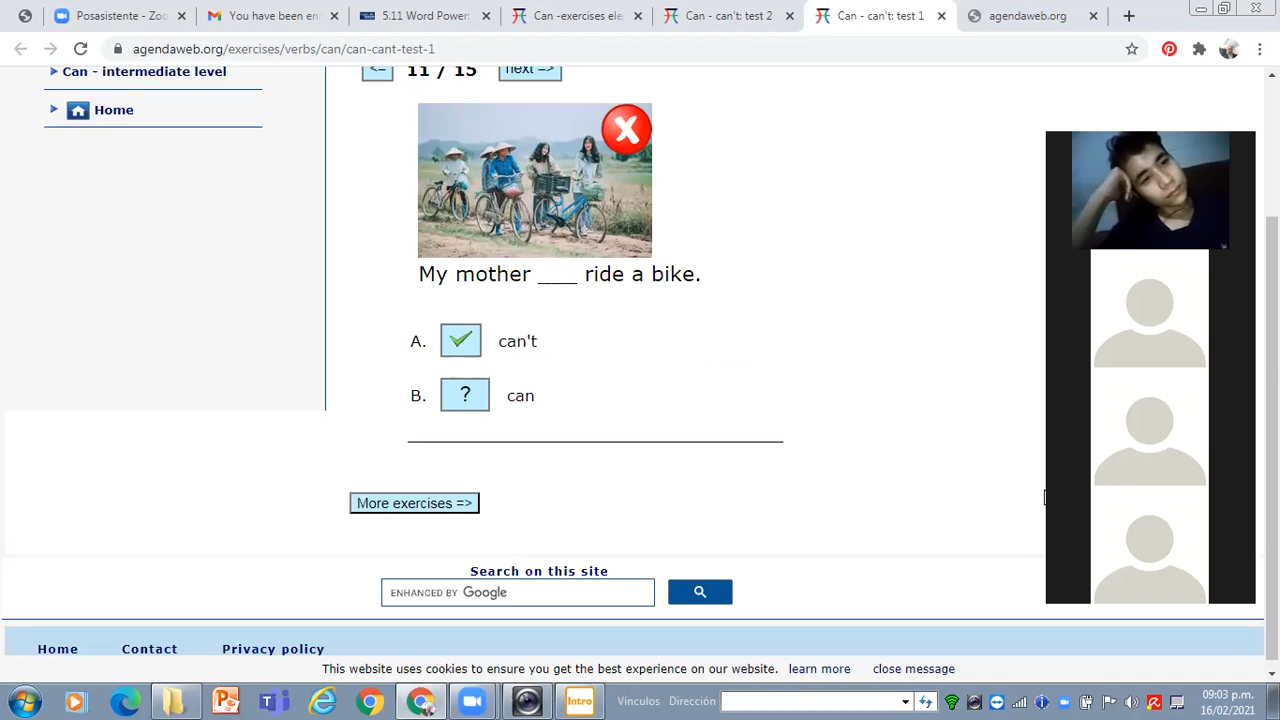 Posasistente - Zoo
You have been en
5.11 Word Power
Can -exercises ele
Can - can't: test 2
Can - can't: test 1
agendaweb.org
agendaweb.org/exercises/verbs/can/can-cant-test-1
Can - intermediate level
Home
<= 11 / 15 next =>
My mother ___ ride a bike.
A. can't
B. ? can
More exercises =>
Search on this site
ENHANCED BY Google
Home Contact Privacy policy
This website uses cookies to ensure you get the best experience on our website. learn more close message
Intro
Vínculos Dirección
09:03 p.m.
16/02/2021